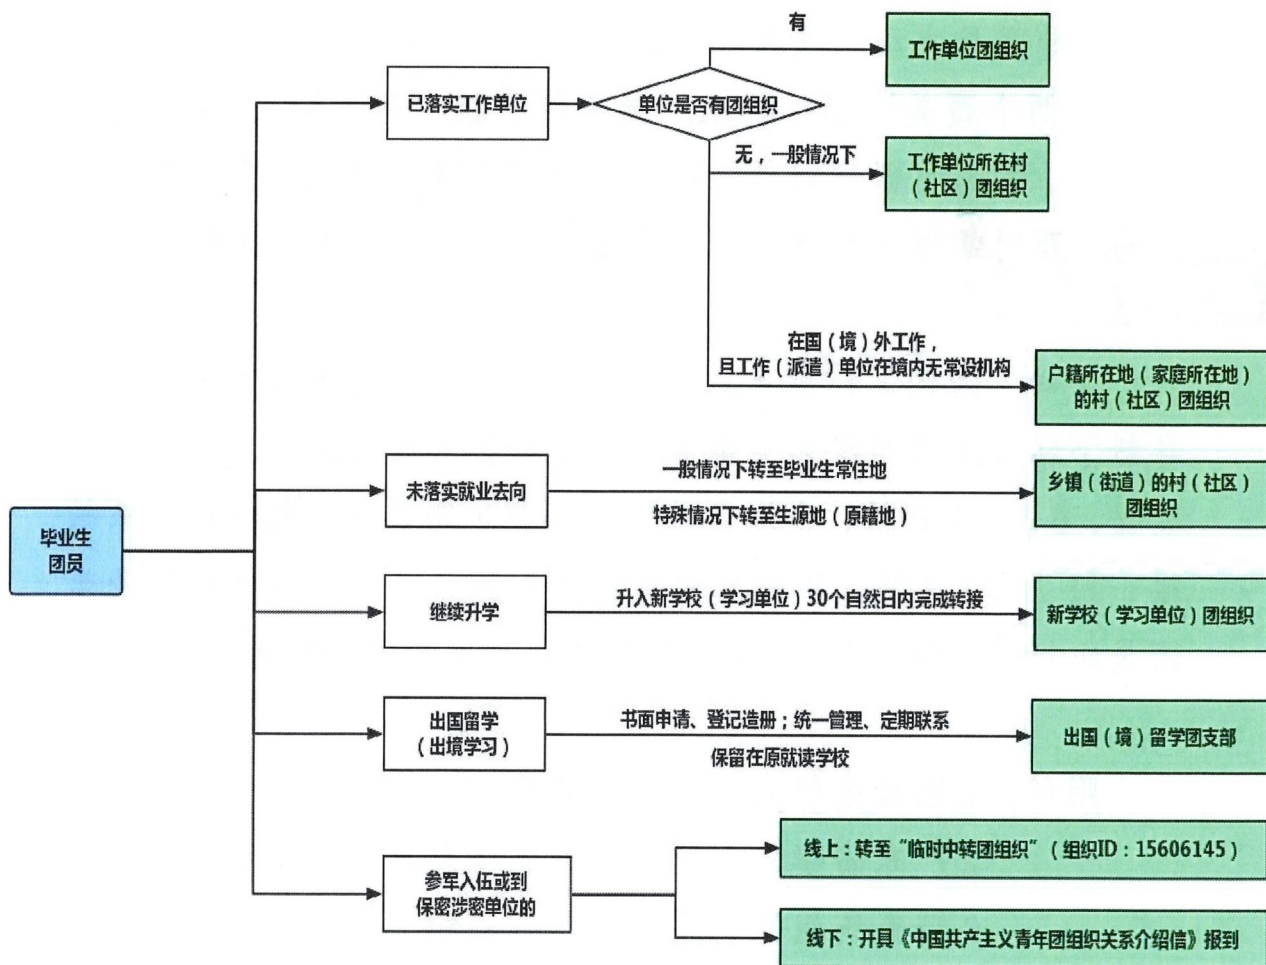 有
工作单位团组织
已落实工作单位
单位是否有团组织
无，一般情况下
工作单位所在村
（社区）团组织
在国（境）外工作，
且工作（派遣）单位在境内无常设机构
户籍所在地（家庭所在地）
的村（社区）团组织
未落实就业去向
一般情况下转至毕业生常住地
特殊情况下转至生源地（原籍地）
乡镇（街道）的村（社区）
团组织
毕业生
团员
继续升学
升入新学校（学习单位）30个自然日内完成转接
新学校（学习单位）团组织
出国留学
（出境学习）
书面申请、登记造册；统一管理、定期联系
保留在原就读学校
出国（境）留学团支部
参军入伍或到
保密涉密单位的
线上：转至“临时中转团组织”（组织ID：15606145）
线下：开具《中国共产主义青年团组织关系介绍信》报到